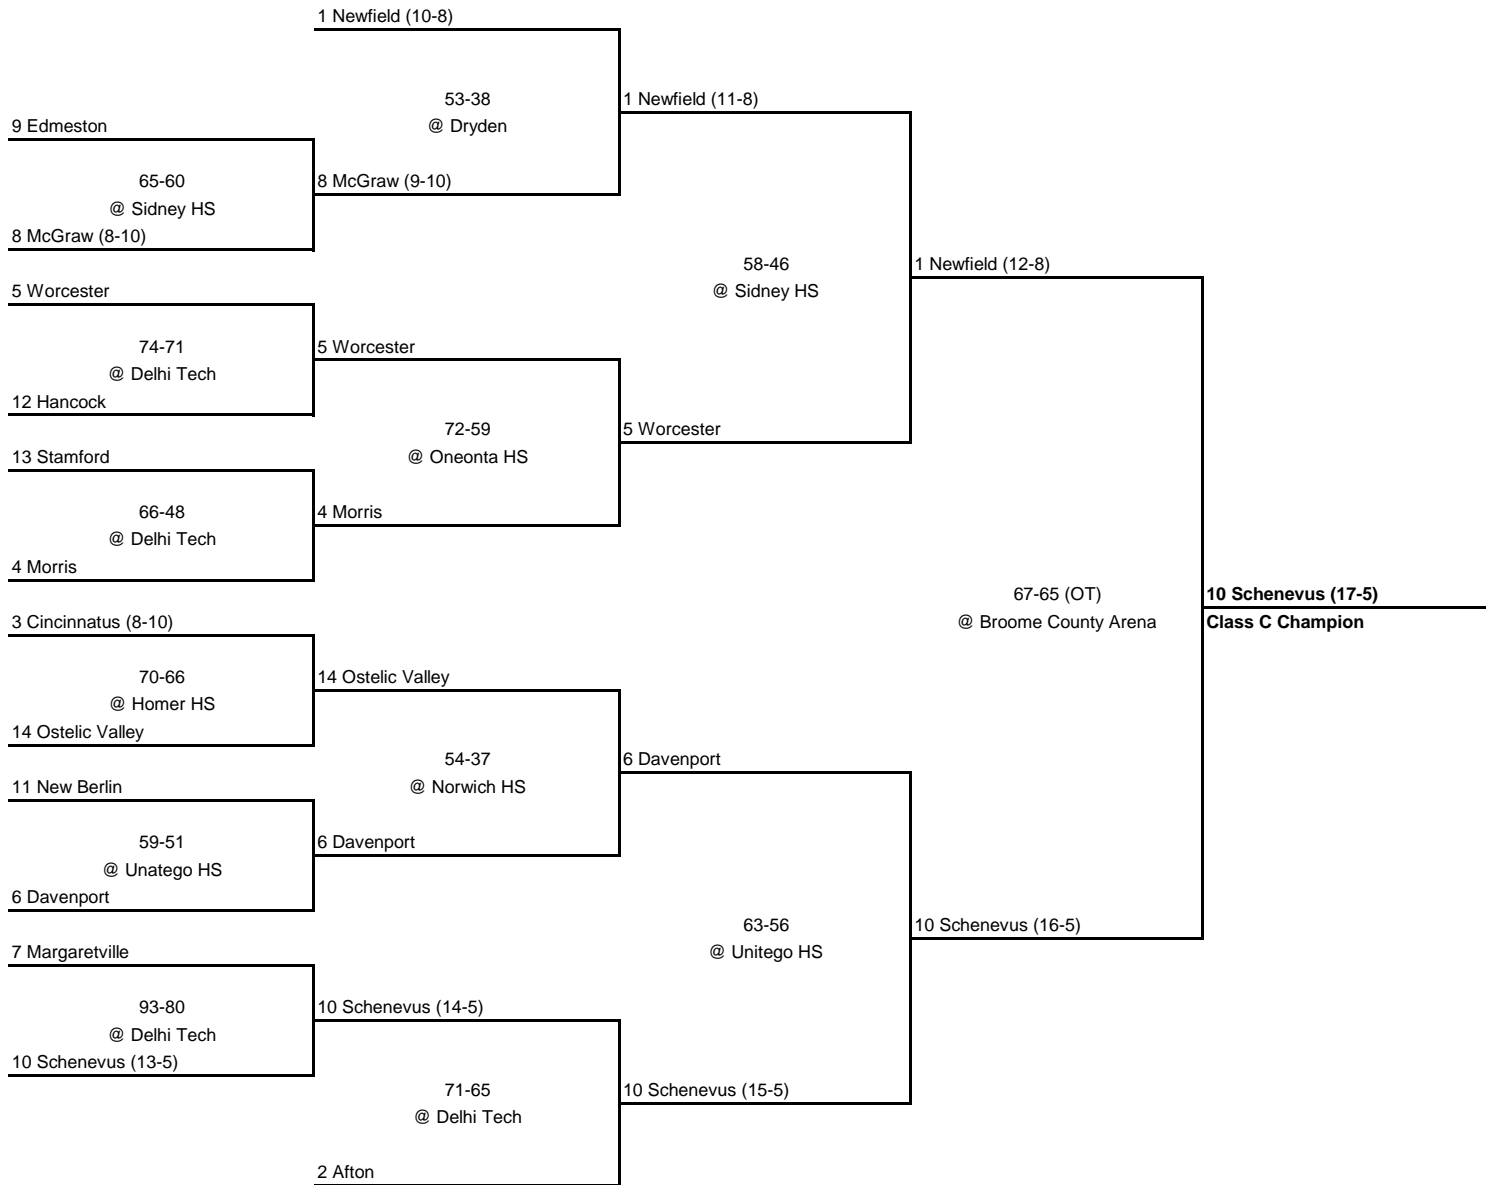 1 Newfield (10-8)
53-38
@ Dryden
1 Newfield (11-8)
9 Edmeston
65-60
@ Sidney HS
8 McGraw (9-10)
8 McGraw (8-10)
58-46
@ Sidney HS
1 Newfield (12-8)
5 Worcester
74-71
@ Delhi Tech
5 Worcester
12 Hancock
72-59
@ Oneonta HS
5 Worcester
13 Stamford
66-48
@ Delhi Tech
4 Morris
4 Morris
67-65 (OT)
@ Broome County Arena
10 Schenevus (17-5)
Class C Champion
3 Cincinnatus (8-10)
70-66
@ Homer HS
14 Ostelic Valley
14 Ostelic Valley
54-37
@ Norwich HS
6 Davenport
11 New Berlin
59-51
@ Unatego HS
6 Davenport
6 Davenport
63-56
@ Unitego HS
10 Schenevus (16-5)
7 Margaretville
93-80
@ Delhi Tech
10 Schenevus (14-5)
10 Schenevus (13-5)
71-65
@ Delhi Tech
10 Schenevus (15-5)
2 Afton